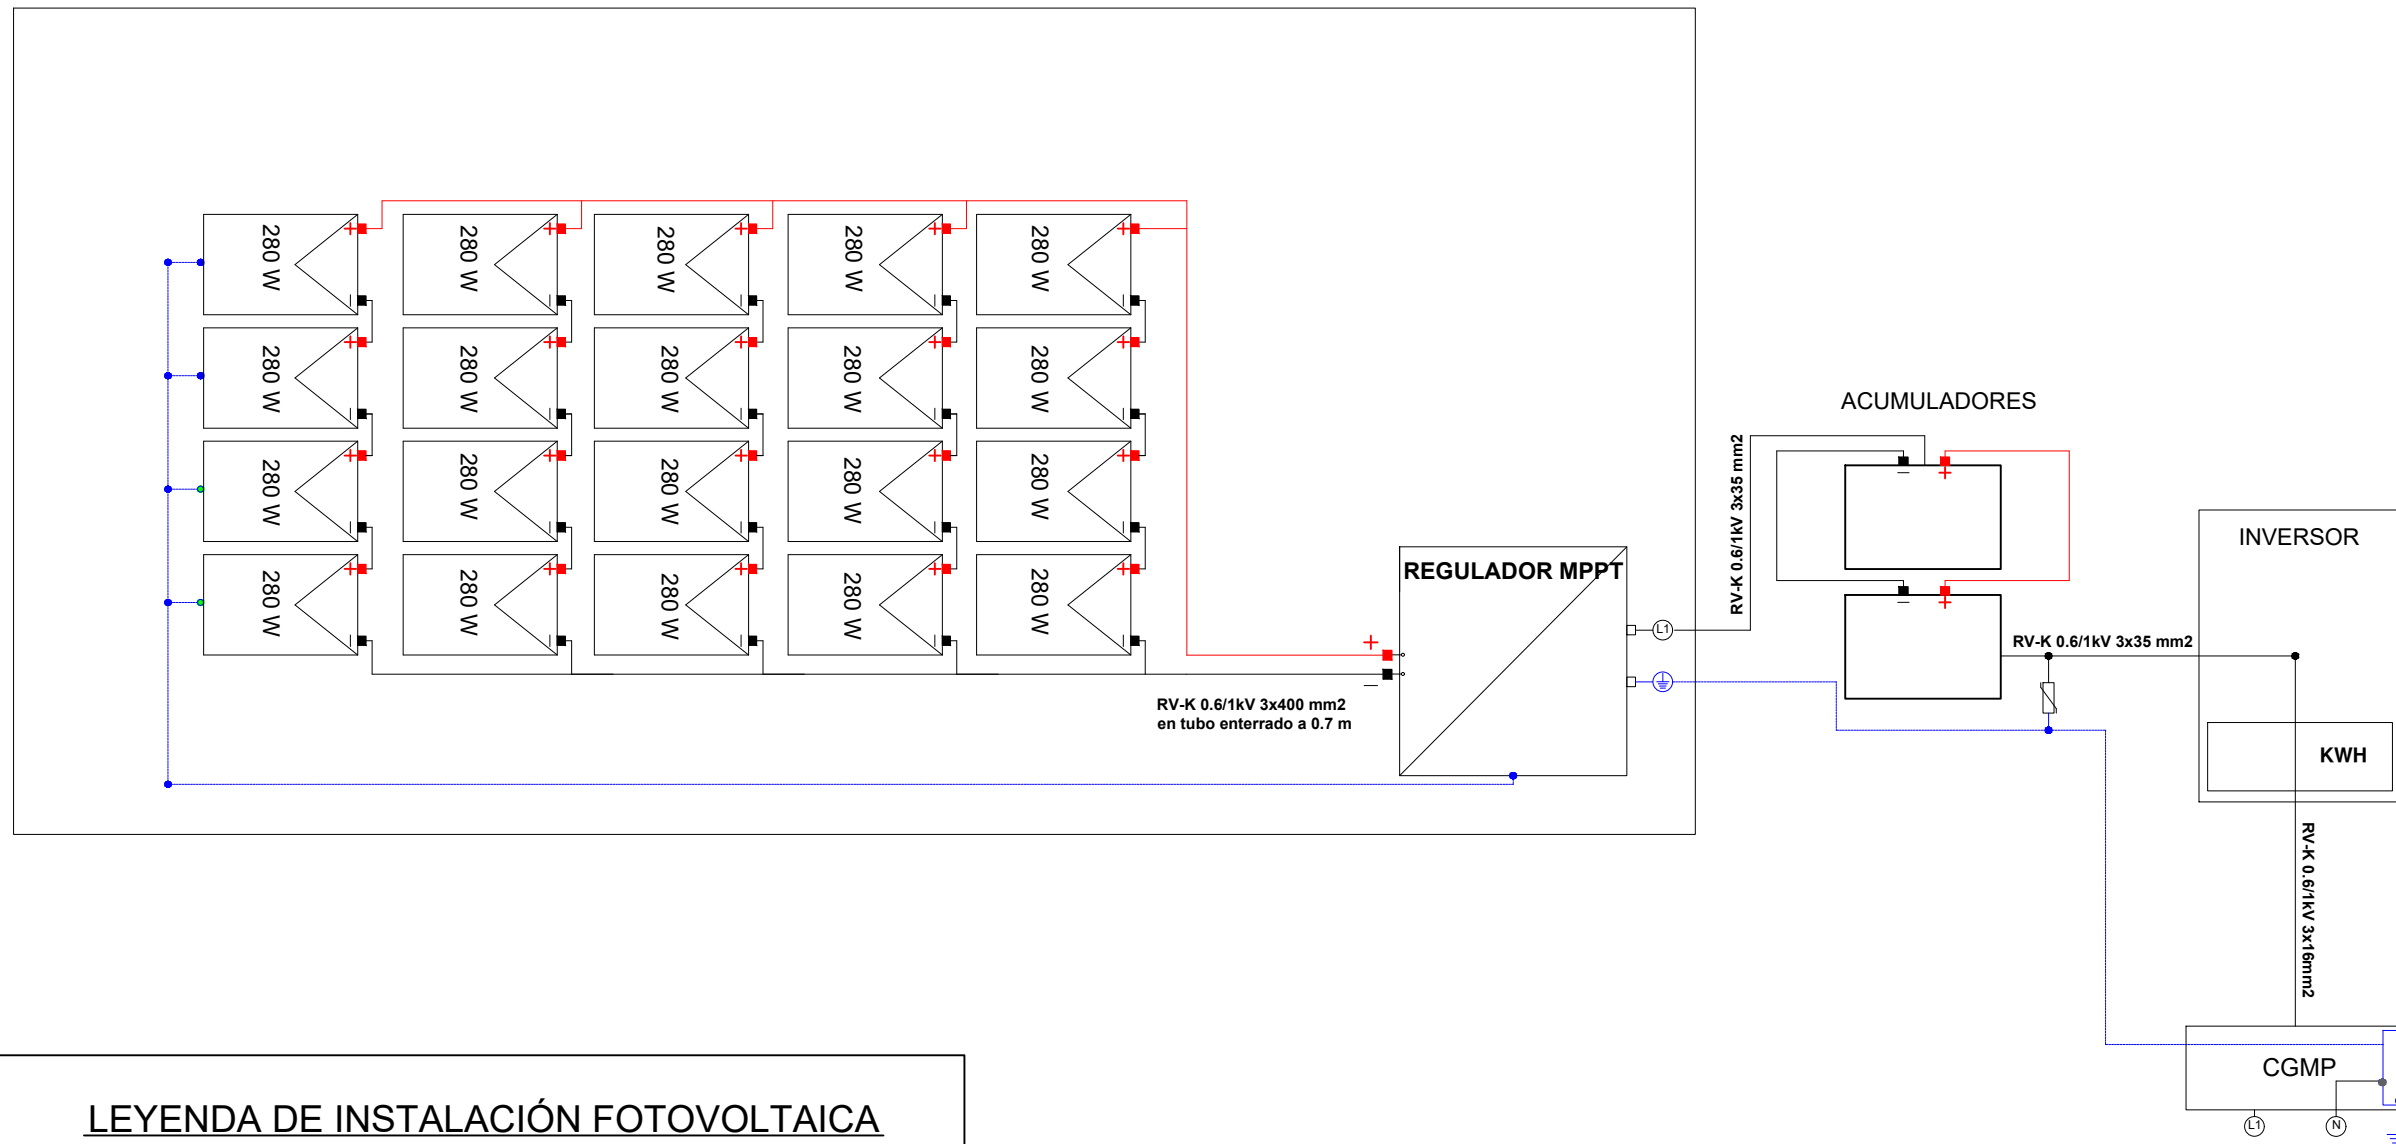 280 W 280 W 280 W 280 W 280 W
280 W 280 W 280 W 280 W 280 W
280 W 280 W 280 W 280 W 280 W
280 W 280 W 280 W 280 W 280 W
RV-K 0.6/1kV 3x400 mm2
en tubo enterrado a 0.7 m
REGULADOR MPPT
L1
RV-K 0.6/1kV 3x35 mm2
ACUMULADORES
RV-K 0.6/1kV 3x35 mm2
INVERSOR
KWH
RV-K 0.6/1kV 3x16mm2
CGMP
L1
N
LEYENDA DE INSTALACIÓN FOTOVOLTAICA